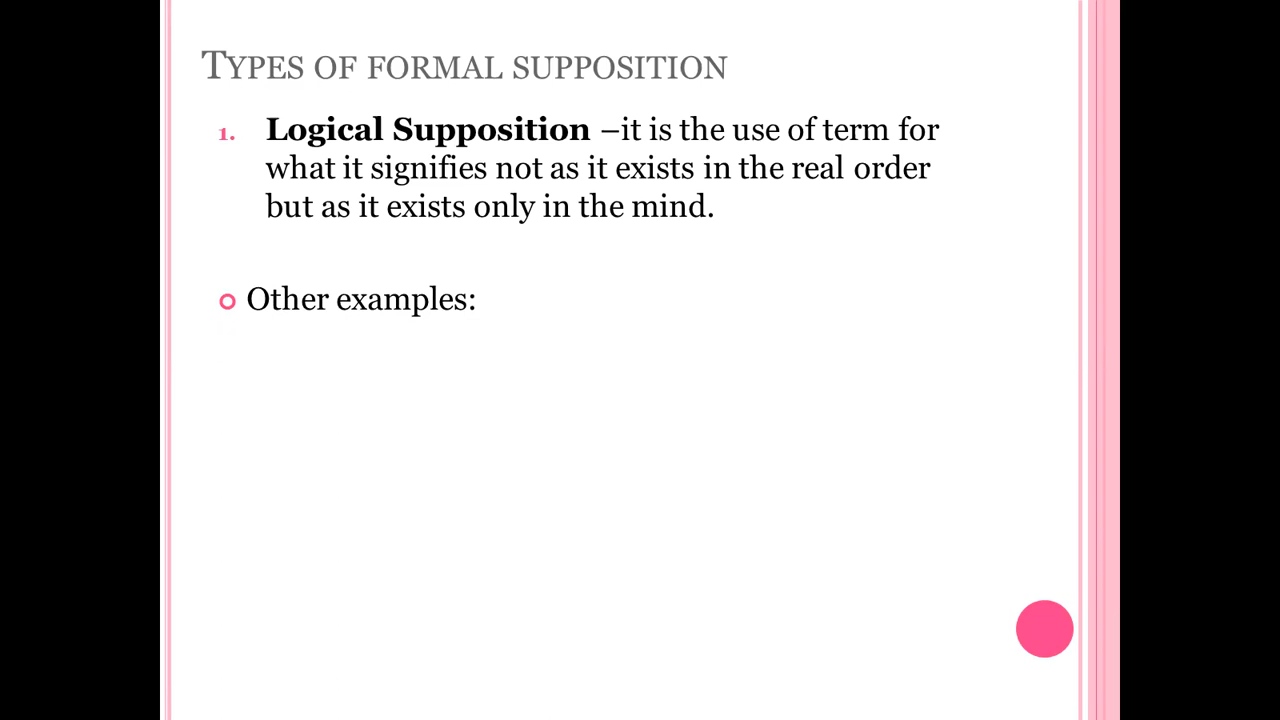 TYPES OF FORMAL SUPPOSITION
1. Logical Supposition –it is the use of term for
what it signifies not as it exists in the real order
but as it exists only in the mind.
Other examples: